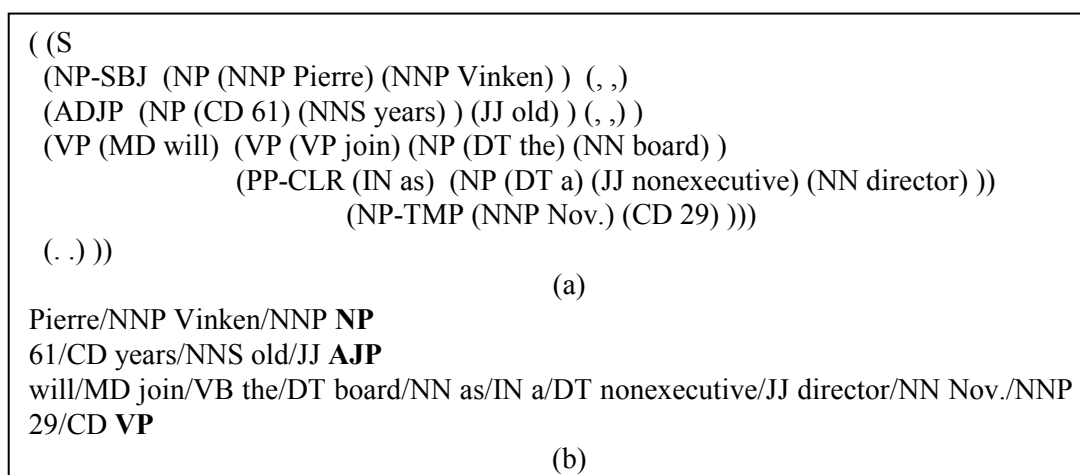 ( (S
(NP-SBJ (NP (NNP Pierre) (NNP Vinken) ) (, ,)
(ADJP (NP (CD 61) (NNS years) ) (JJ old) ) (, ,) )
(VP (MD will) (VP (VP join) (NP (DT the) (NN board) )
(PP-CLR (IN as) (NP (DT a) (JJ nonexecutive) (NN director) ))
(NP-TMP (NNP Nov.) (CD 29) )))
(. .) ))
(a)
Pierre/NNP Vinken/NNP NP
61/CD years/NNS old/JJ AJP
will/MD join/VB the/DT board/NN as/IN a/DT nonexecutive/JJ director/NN Nov./NNP
29/CD VP
(b)